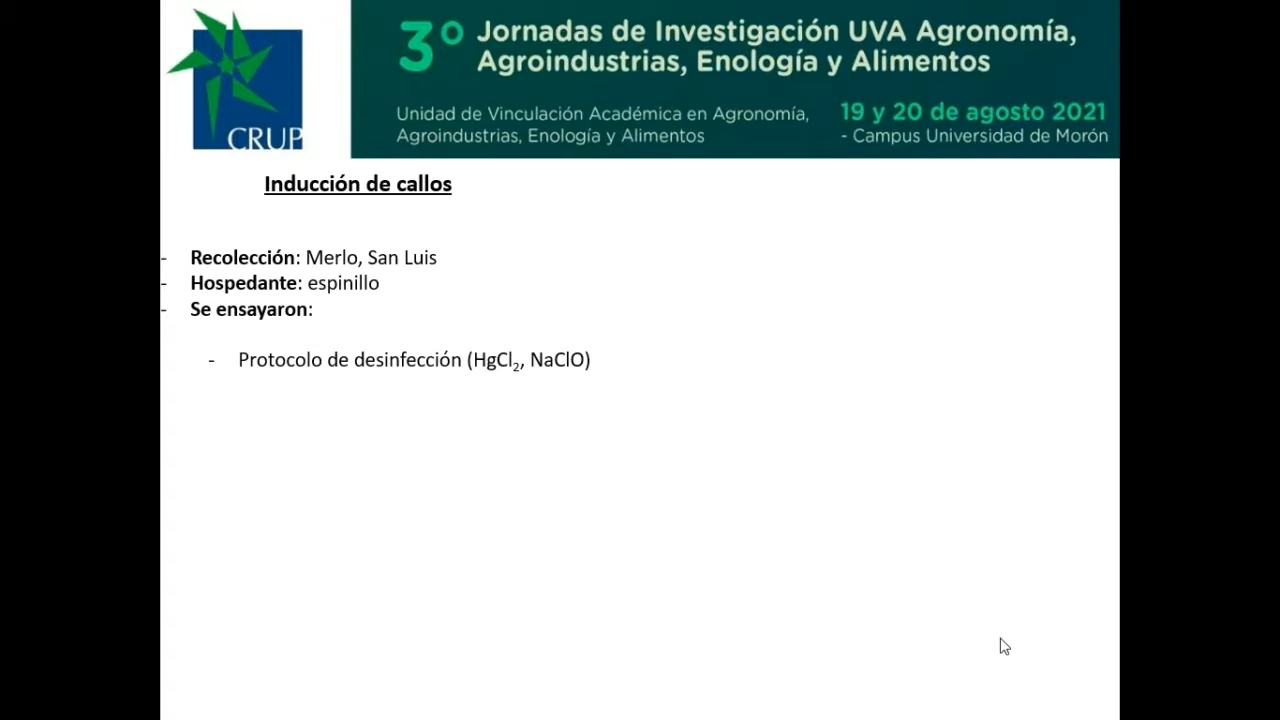 CRUP
3° Jornadas de Investigación UVA Agronomía,
Agroindustrias, Enología y Alimentos
Unidad de Vinculación Académica en Agronomía,
Agroindustrias, Enología y Alimentos
19 y 20 de agosto 2021
- Campus Universidad de Morón
Inducción de callos
- Recolección: Merlo, San Luis
- Hospedante: espinillo
- Se ensayaron:
- Protocolo de desinfección (HgCl₂, NaClO)